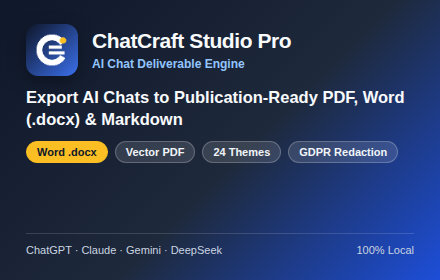 ChatCraft Studio Pro
AI Chat Deliverable Engine
Export AI Chats to Publication-Ready PDF, Word
(.docx) & Markdown
Word .docx Vector PDF 24 Themes GDPR Redaction
ChatGPT · Claude · Gemini · DeepSeek 100% Local